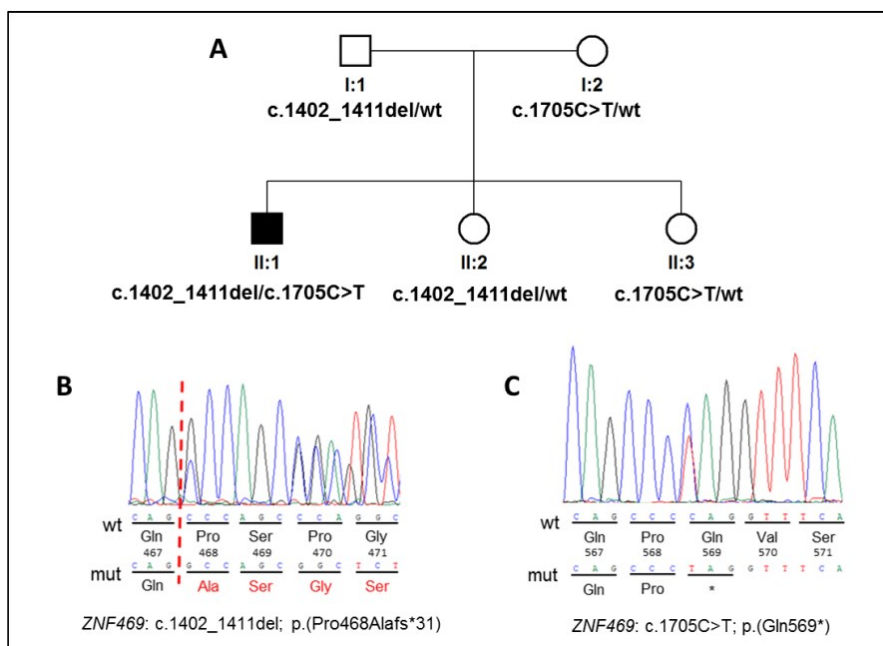 A
I:1 I:2
c.1402_1411del/wt c.1705C>T/wt
II:1 II:2 II:3
c.1402_1411del/c.1705C>T c.1402_1411del/wt c.1705C>T/wt
B
wt C A G C C C A G C C C A G G C
Gln Pro Ser Pro Gly
467 468 469 470 471
mut C A G G C C A G C G G C T C T
Gln Ala Ser Gly Ser
ZNF469: c.1402_1411del; p.(Pro468Alafs*31)
C
wt C A G C C C C A G G T T T C A
Gln Pro Gln Val Ser
567 568 569 570 571
mut C A G C C C T A G G T T T C A
Gln Pro *
ZNF469: c.1705C>T; p.(Gln569*)